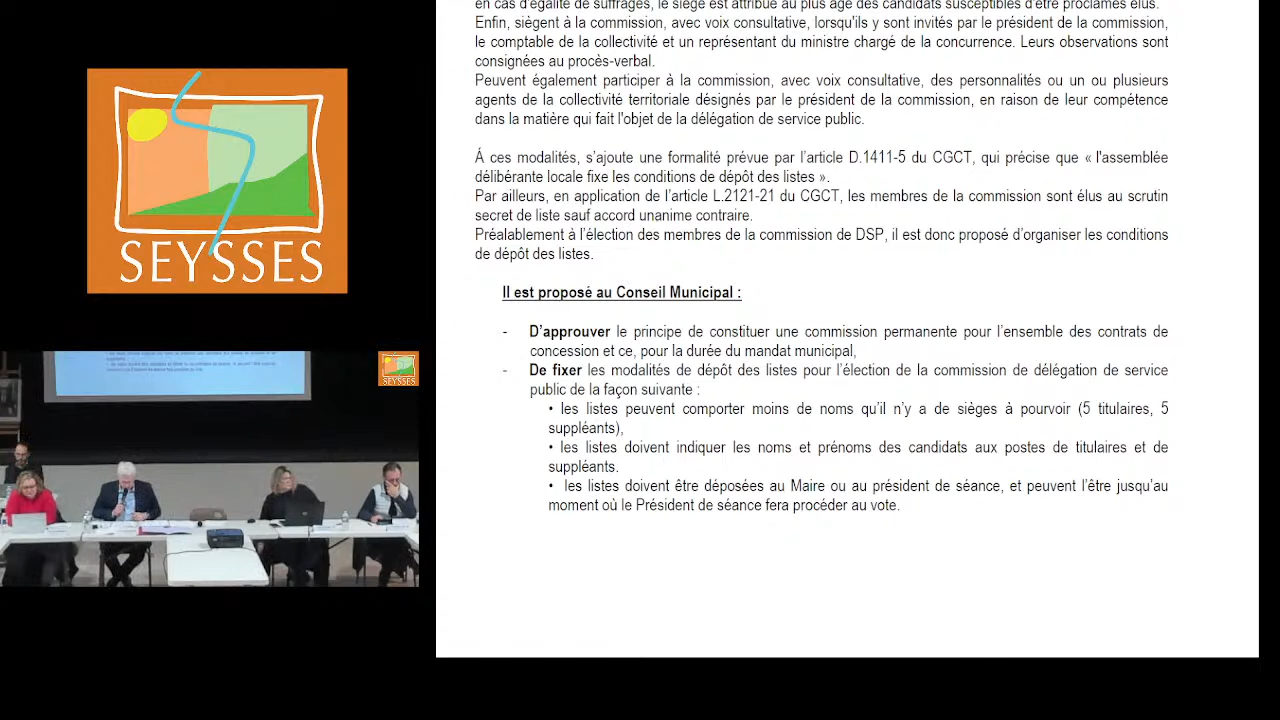 en cas d'égalité de suffrages, le siège est attribué au plus âgé des candidats susceptibles d'être proclamés élus.
Enfin, siègent à la commission, avec voix consultative, lorsqu'ils y sont invités par le président de la commission,
le comptable de la collectivité et un représentant du ministre chargé de la concurrence. Leurs observations sont
consignées au procès-verbal.
Peuvent également participer à la commission, avec voix consultative, des personnalités ou un ou plusieurs
agents de la collectivité territoriale désignés par le président de la commission, en raison de leur compétence
dans la matière qui fait l'objet de la délégation de service public.
Á ces modalités, s'ajoute une formalité prévue par l'article D.1411-5 du CGCT, qui précise que « l'assemblée
délibérante locale fixe les conditions de dépôt des listes ».
Par ailleurs, en application de l'article L.2121-21 du CGCT, les membres de la commission sont élus au scrutin
secret de liste sauf accord unanime contraire.
Préalablement à l'élection des membres de la commission de DSP, il est donc proposé d'organiser les conditions
de dépôt des listes.
Il est proposé au Conseil Municipal :
- D'approuver le principe de constituer une commission permanente pour l'ensemble des contrats de
concession et ce, pour la durée du mandat municipal,
- De fixer les modalités de dépôt des listes pour l'élection de la commission de délégation de service
public de la façon suivante :
• les listes peuvent comporter moins de noms qu'il n'y a de sièges à pourvoir (5 titulaires, 5
suppléants),
• les listes doivent indiquer les noms et prénoms des candidats aux postes de titulaires et de
suppléants.
• les listes doivent être déposées au Maire ou au président de séance, et peuvent l'être jusqu'au
moment où le Président de séance fera procéder au vote.
SEYSSES
SEYSSES